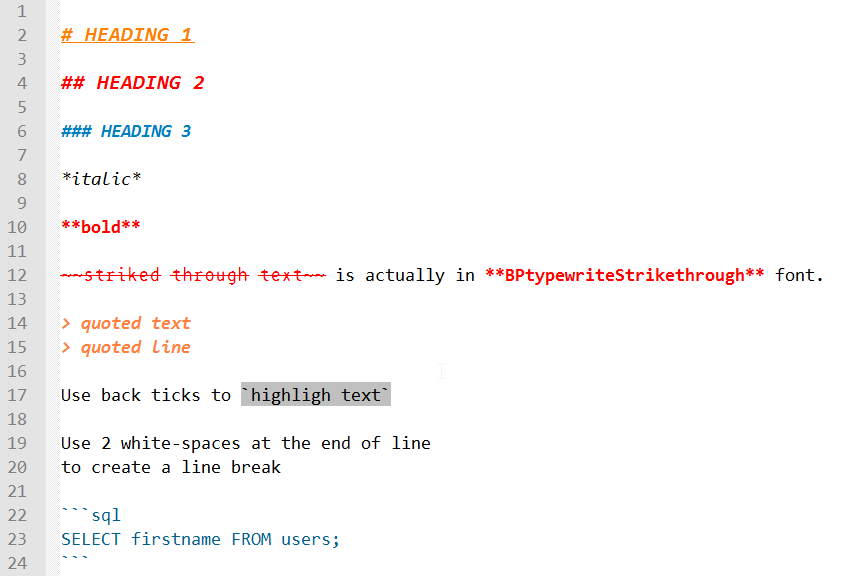 1
2 # HEADING 1
3
4 ## HEADING 2
5
6 ### HEADING 3
7
8 *italic*
9
10 **bold**
11
12 ~~striked through text~~ is actually in **BPtypewriteStrikethrough** font.
13
14 > quoted text
15 > quoted line
16
17 Use back ticks to `highligh text`
18
19 Use 2 white-spaces at the end of line
20 to create a line break
21
22 ```sql
23 SELECT firstname FROM users;
24 ```